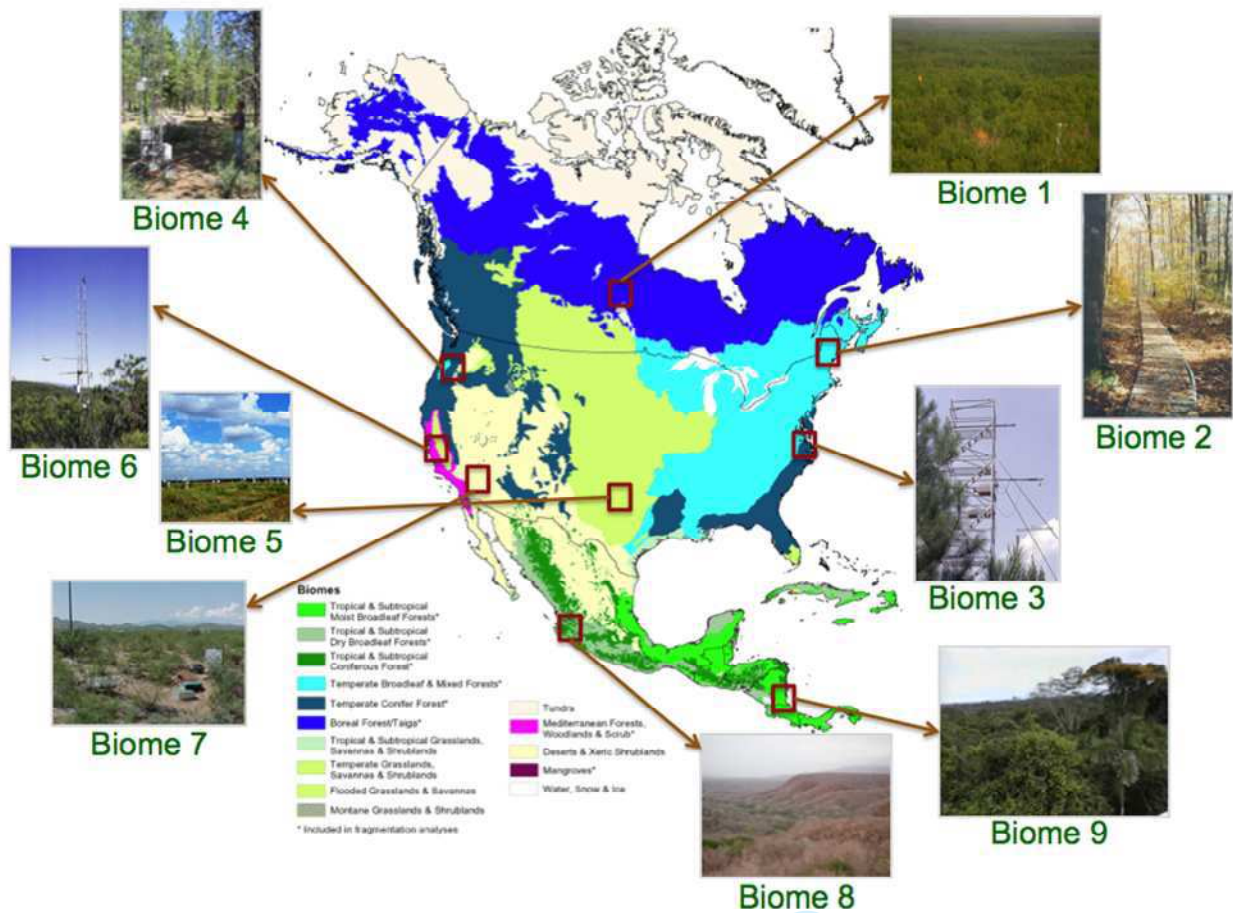 Biome 4
Biome 1
Biome 6
Biome 2
Biome 5
Biome 3
Biome 7
Biomes
Tropical & Subtropical
Moist Broadleaf Forests*
Tropical & Subtropical
Dry Broadleaf Forests*
Tropical & Subtropical
Coniferous Forest*
Temperate Broadleaf & Mixed Forests*
Temperate Conifer Forest*
Boreal Forest/Taiga*
Tropical & Subtropical Grasslands,
Savannas & Shrublands
Temperate Grasslands,
Savannas & Shrublands
Flooded Grasslands & Savannas
Montane Grasslands & Shrublands
* Included in fragmentation analyses
Tundra
Mediterranean Forests,
Woodlands & Scrub*
Deserts & Xeric Shrublands
Mangroves*
Water, Snow & Ice
Biome 9
Biome 8